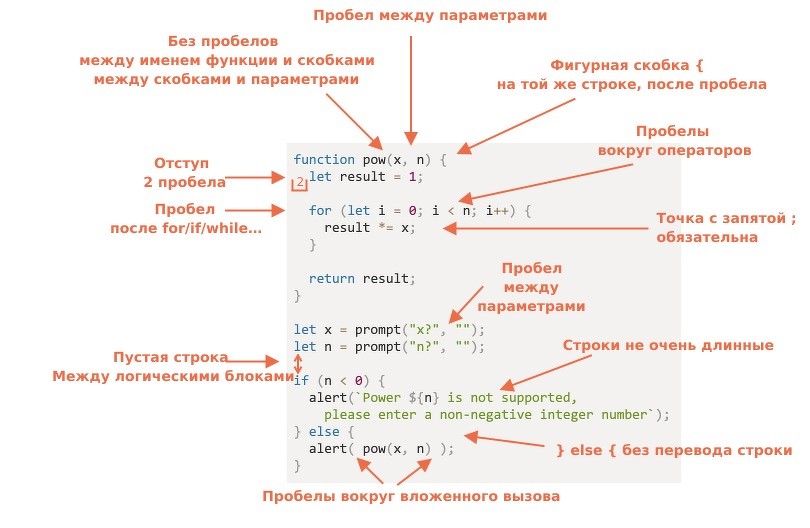 Пробел между параметрами
Без пробелов
между именем функции и скобками
между скобками и параметрами
Фигурная скобка {
на той же строке, после пробела
Пробелы
вокруг операторов
Отступ
2 пробела
2
Пробел
после for/if/while...
Точка с запятой ;
обязательна
function pow(x, n) {
  let result = 1;
  for (let i = 0; i < n; i++) {
    result *= x;
  }
  return result;
}
Пробел
между
параметрами
let x = prompt("x?", "");
let n = prompt("n?", "");
Пустая строка
Между логическими блоками
Строки не очень длинные
if (n < 0) {
  alert(`Power ${n} is not supported,
    please enter a non-negative integer number`);
} else {
  alert( pow(x, n) );
}
} else { без перевода строки
Пробелы вокруг вложенного вызова